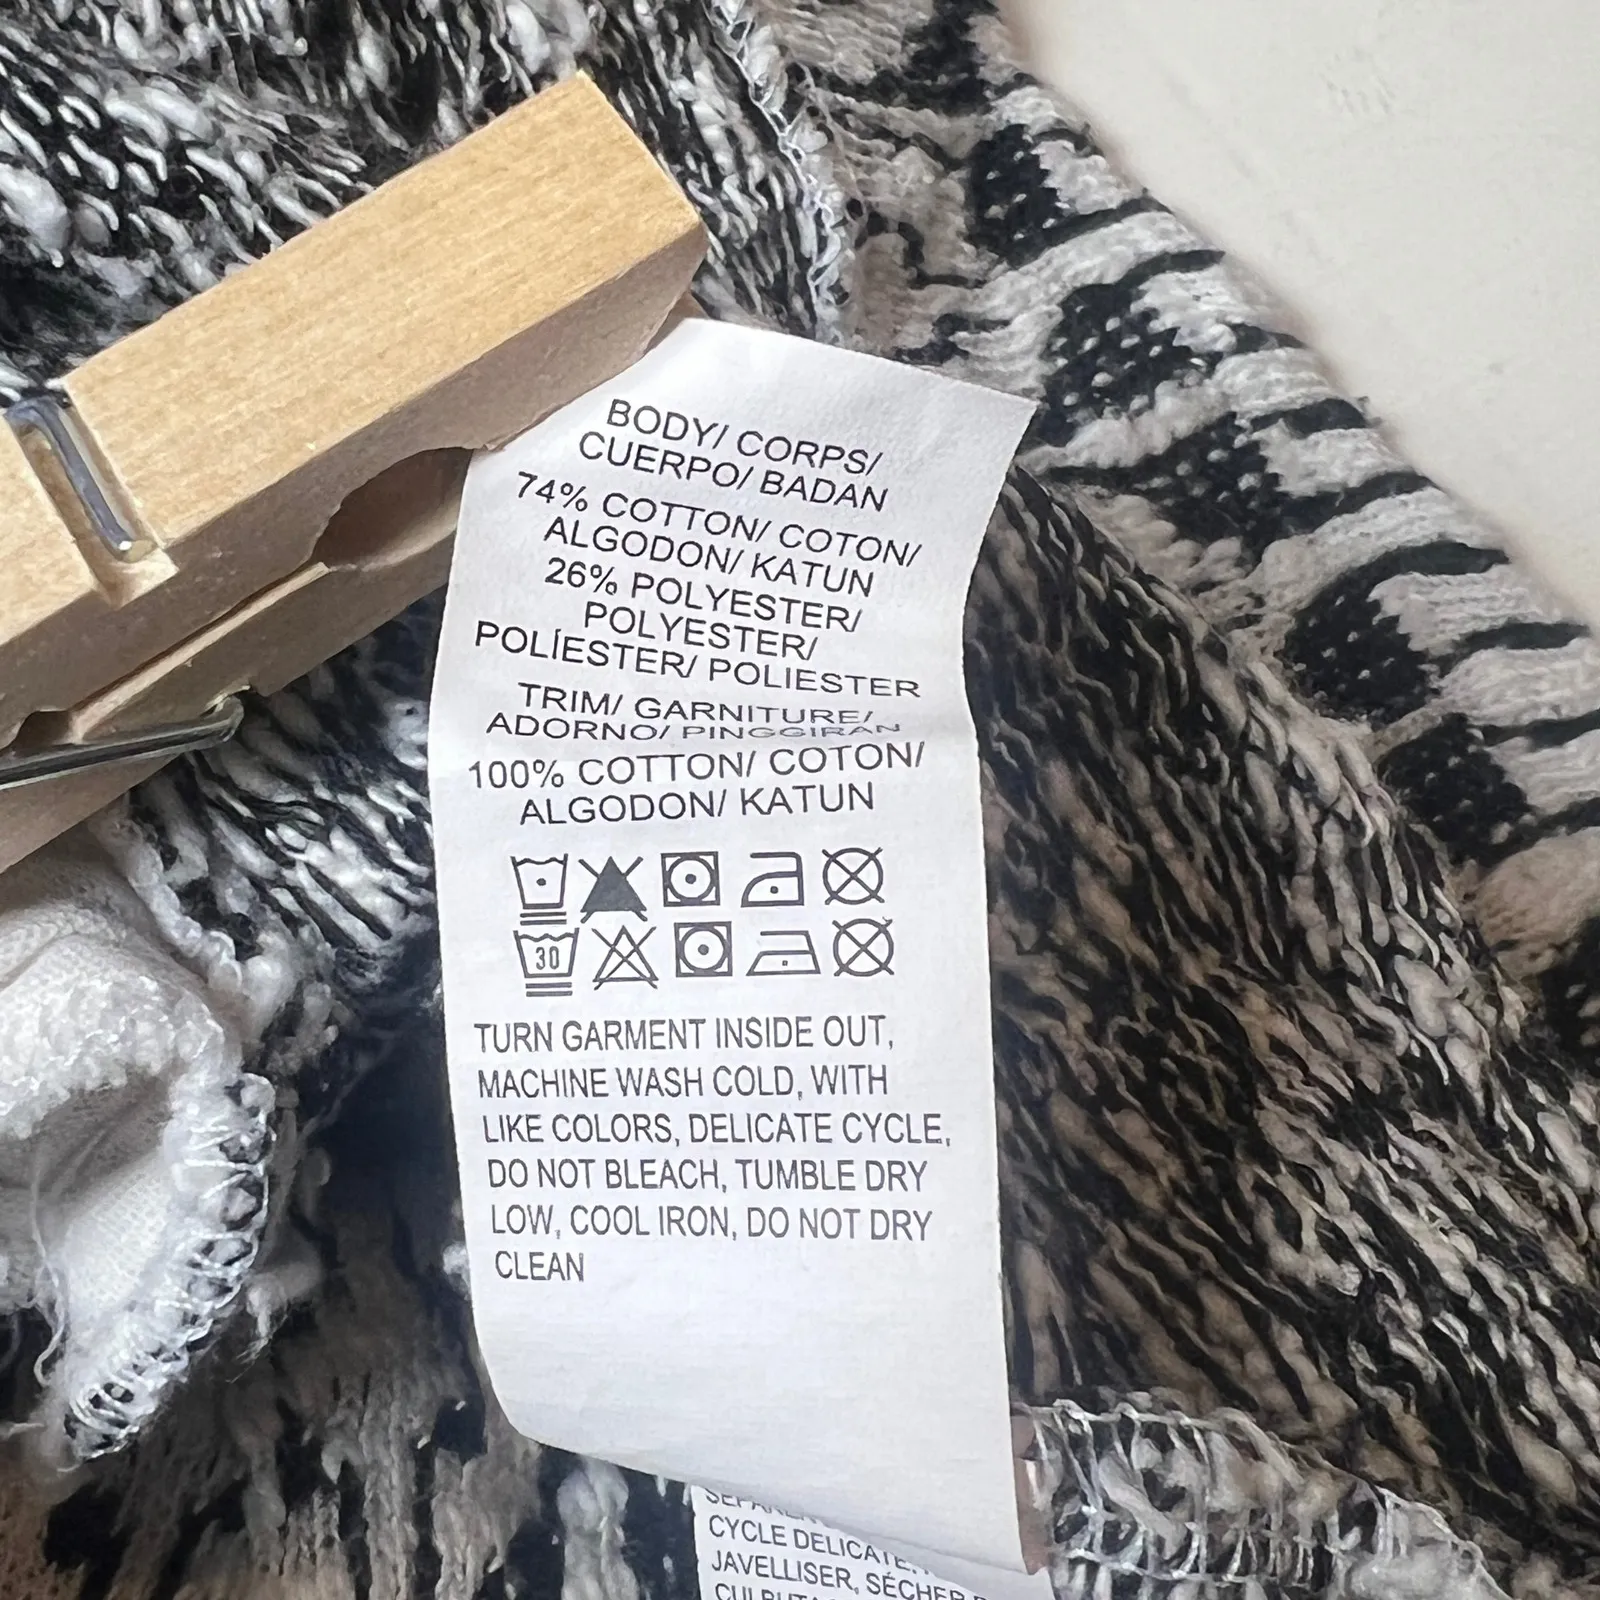 BODY/ CORPS/
CUERPO/ BADAN
74% COTTON/ COTON/
ALGODON/ KATUN
26% POLYESTER/
POLYESTER/
POLÍESTER/ POLIESTER
TRIM/ GARNITURE/
ADORNO/ PINGGIRAN
100% COTTON/ COTON/
ALGODON/ KATUN
30
TURN GARMENT INSIDE OUT,
MACHINE WASH COLD, WITH
LIKE COLORS, DELICATE CYCLE,
DO NOT BLEACH, TUMBLE DRY
LOW, COOL IRON, DO NOT DRY
CLEAN
CYCLE DELICATE,
JAVELLISER, SÉCHER